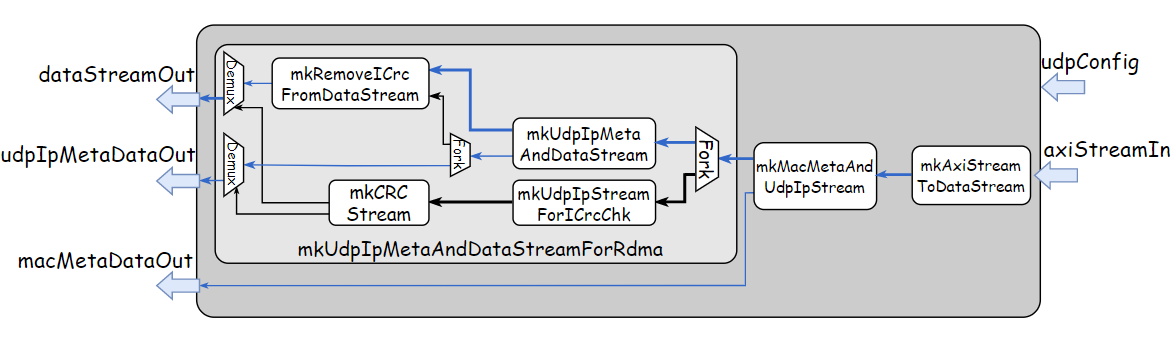 udpConfig
axiStreamIn
mkAxiStream
ToDataStream
mkMacMetaAnd
UdpIpStream
Fork
mkUdpIpMeta
AndDataStream
mkUdpIpStream
ForICrcChk
Fork
mkRemoveICrc
FromDataStream
mkCRC
Stream
Demux
Demux
mkUdpIpMetaAndDataStreamForRdma
dataStreamOut
udpIpMetaDataOut
macMetaDataOut